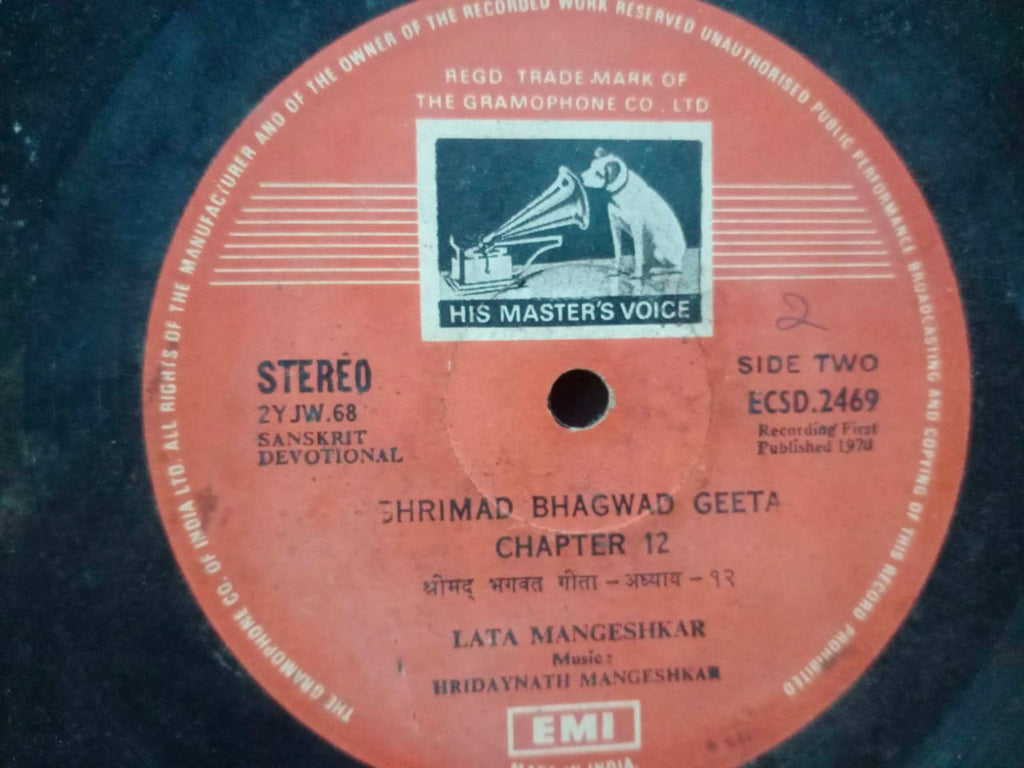 THE GRAMOPHONE CO. OF INDIA LTD. ALL RIGHTS OF THE MANUFACTURER AND OF THE OWNER OF THE RECORDED WORK RESERVED UNAUTHORISED PUBLIC PERFORMANCE BROADCASTING AND COPYING OF THIS RECORD PROHIBITED
REGD. TRADE MARK OF
THE GRAMOPHONE CO. LTD
HIS MASTER'S VOICE
2
STEREO
2YJW.68
SANSKRIT
DEVOTIONAL
SIDE TWO
ECSD.2469
Recording First
Published 1970
SHRIMAD BHAGWAD GEETA
CHAPTER 12
श्रीमद् भगवत गीता - अध्याय - १२
LATA MANGESHKAR
Music:
HRIDAYNATH MANGESHKAR
EMI
MADE IN INDIA.